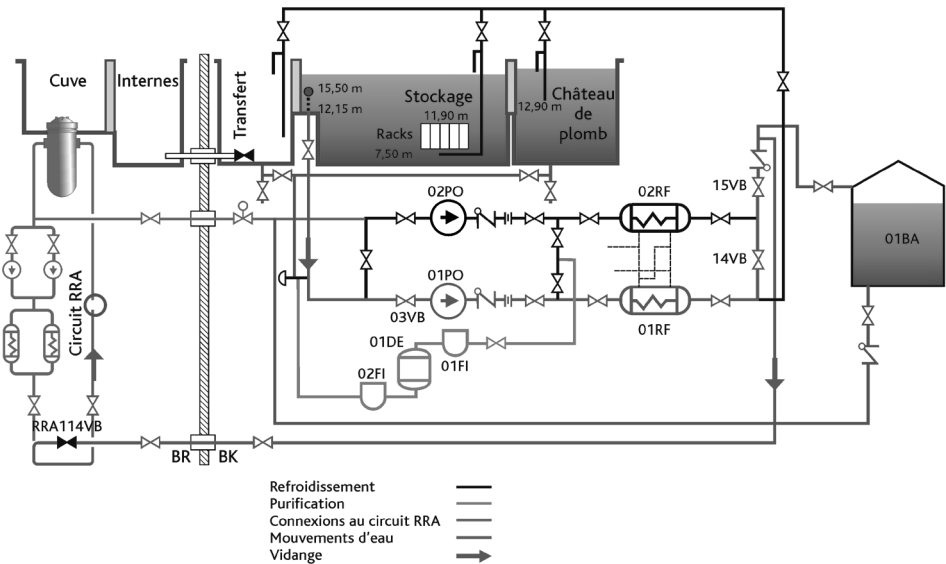 Cuve
Internes
Transfert
15,50 m
12,15 m
Stockage
11,90 m
Racks
7,50 m
12,90 m
Château
de
plomb
02PO
02RF
15VB
01BA
14VB
01PO
03VB
01RF
Circuit RRA
01DE
01FI
02FI
RRA114VB
BR
BK
Refroidissement
Purification
Connexions au circuit RRA
Mouvements d'eau
Vidange